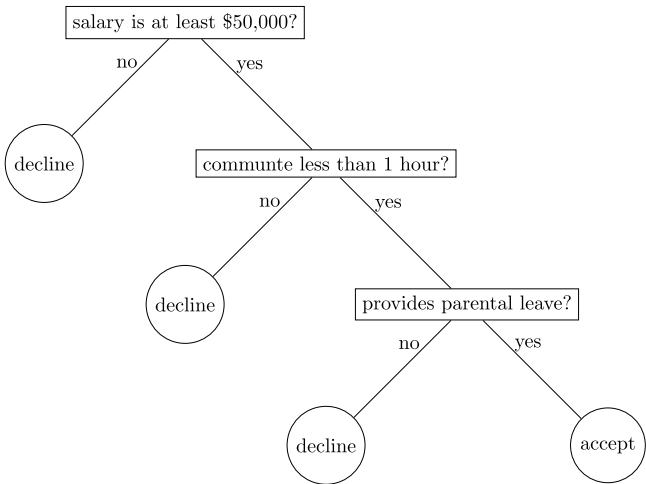 salary is at least $50,000?
no
yes
decline
communte less than 1 hour?
no
yes
decline
provides parental leave?
no
yes
decline
accept